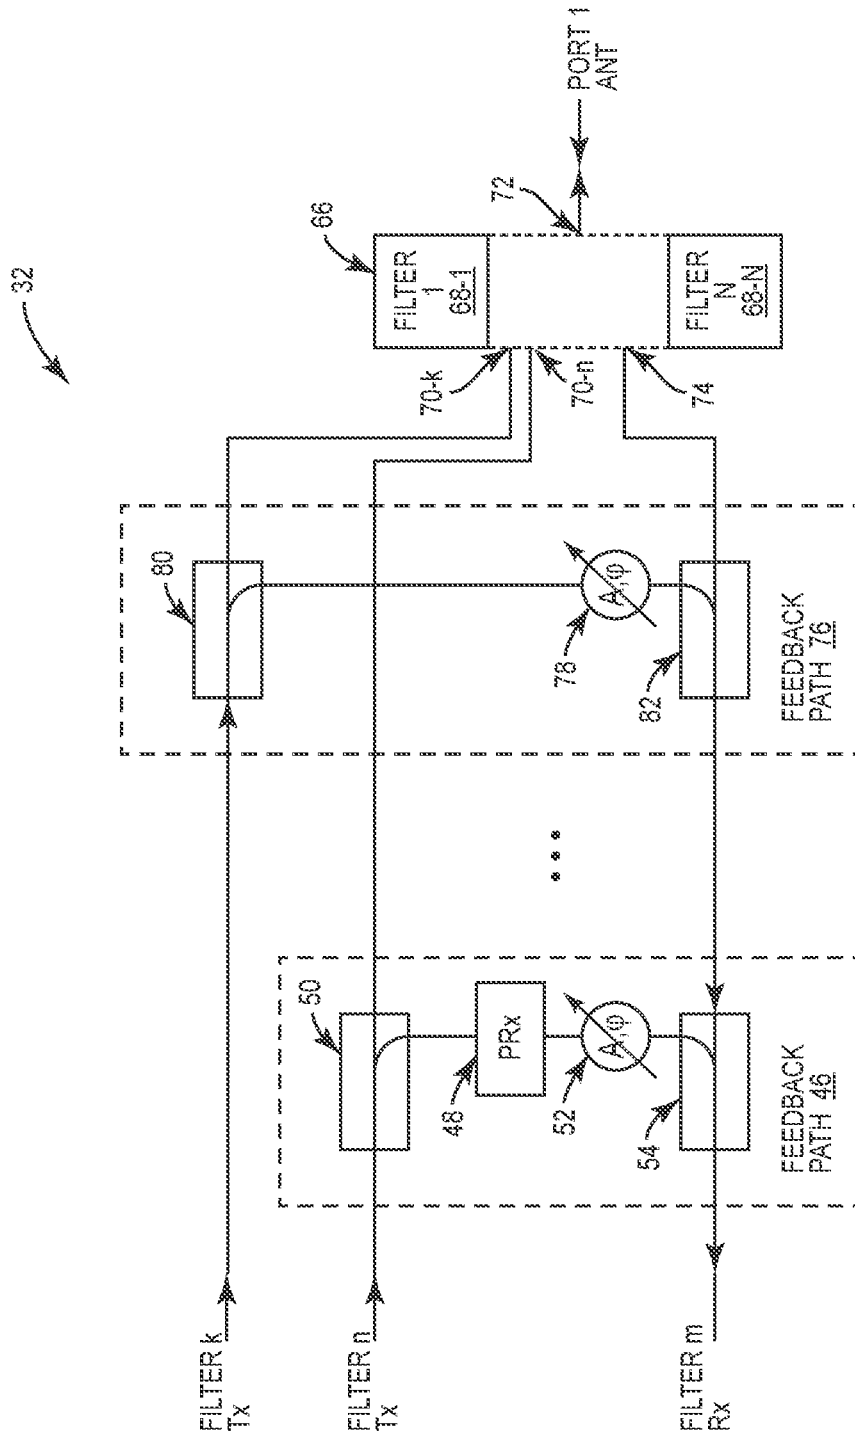 32
PORT 1
ANT
72
66
FILTER
1
68-1
FILTER
N
68-N
70-k
70-n
74
80
A,φ
78
82
FEEDBACK
PATH 76
• • •
50
PRx
48
A,φ
52
54
FEEDBACK
PATH 46
FILTER k
Tx
FILTER n
Tx
FILTER m
Rx